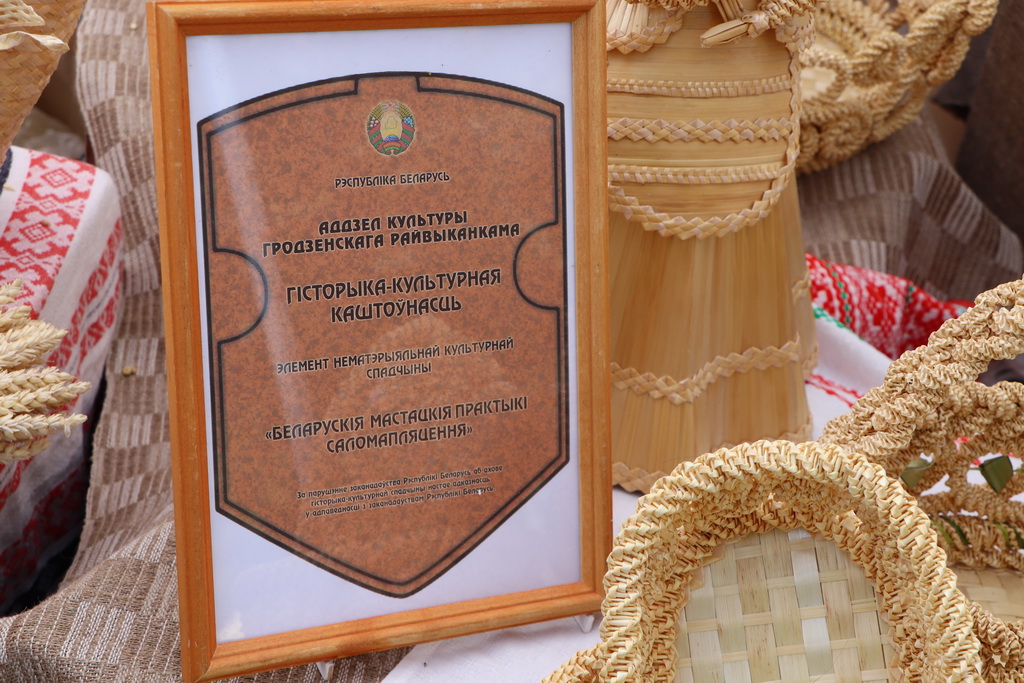 РЭСПУБЛІКА БЕЛАРУСЬ
АДДЗЕЛ КУЛЬТУРЫ
ГРОДЗЕНСКАГА РАЙВЫКАНКАМА
ГІСТОРЫКА-КУЛЬТУРНАЯ
КАШТОЎНАСЦЬ
ЭЛЕМЕНТ НЕМАТЭРЫЯЛЬНАЙ КУЛЬТУРНАЙ
СПАДЧЫНЫ
«БЕЛАРУСКІЯ МАСТАЦКІЯ ПРАКТЫКІ
САЛОМАПЛЯЦЕННЯ»
За парушэнне заканадаўства Рэспублікі Беларусь аб ахове
гісторыка-культурнай спадчыны настае адказнасць
у адпаведнасці з заканадаўствам Рэспублікі Беларусь